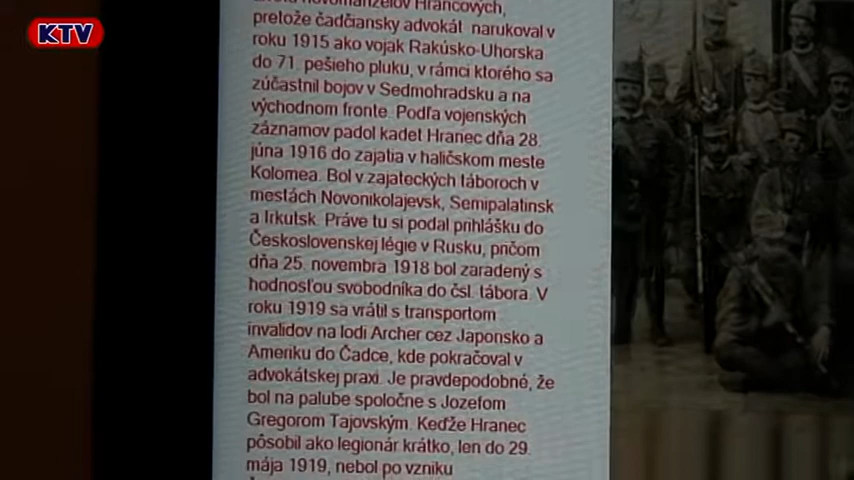 KTV
novomanželov Hrancových,
pretože čadčiansky advokát narukoval v
roku 1915 ako vojak Rakúsko-Uhorska
do 71. pešieho pluku, v rámci ktorého sa
zúčastnil bojov v Sedmohradsku a na
východnom fronte. Podľa vojenských
záznamov padol kadet Hranec dňa 28.
júna 1916 do zajatia v haličskom meste
Kolomea. Bol v zajateckých táboroch v
mestách Novonikolajevsk, Semipalatinsk
a Irkutsk. Práve tu si podal prihlášku do
Československej légie v Rusku, pričom
dňa 25. novembra 1918 bol zaradený s
hodnosťou svobodníka do čsl. tábora. V
roku 1919 sa vrátil s transportom
invalidov na lodi Archer cez Japonsko a
Ameriku do Čadce, kde pokračoval v
advokátskej praxi. Je pravdepodobné, že
bol na palube spoločne s Jozefom
Gregorom Tajovským. Keďže Hranec
pôsobil ako legionár krátko, len do 29.
mája 1919, nebol po vzniku